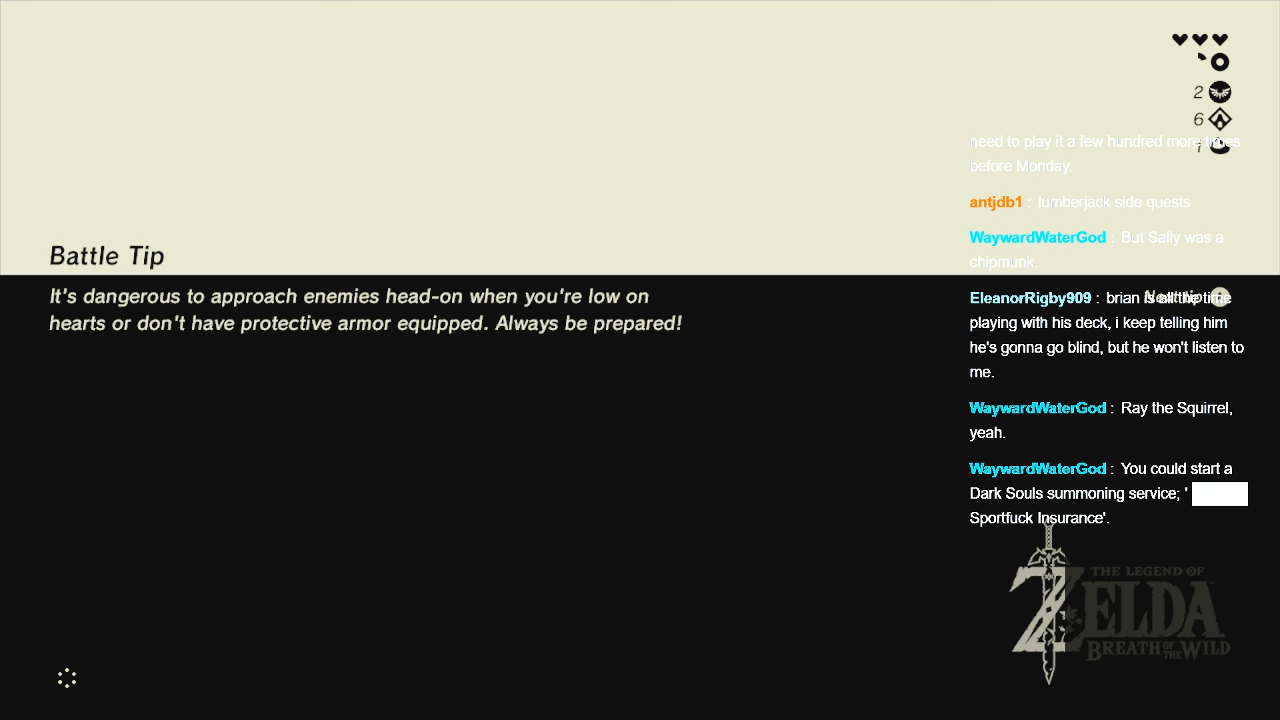 2
6
need to play it a few hundred more times
before Monday.
antjdb1 : lumberjack side quests
WaywardWaterGod : But Sally was a
chipmunk.
Battle Tip
It's dangerous to approach enemies head-on when you're low on
hearts or don't have protective armor equipped. Always be prepared!
EleanorRigby909 : brian is all the time
playing with his deck, i keep telling him
he's gonna go blind, but he won't listen to
me.
WaywardWaterGod : Ray the Squirrel,
yeah.
WaywardWaterGod : You could start a
Dark Souls summoning service; '
Sportfuck Insurance'.
THE LEGEND OF
ZELDA
BREATH OF THE WILD